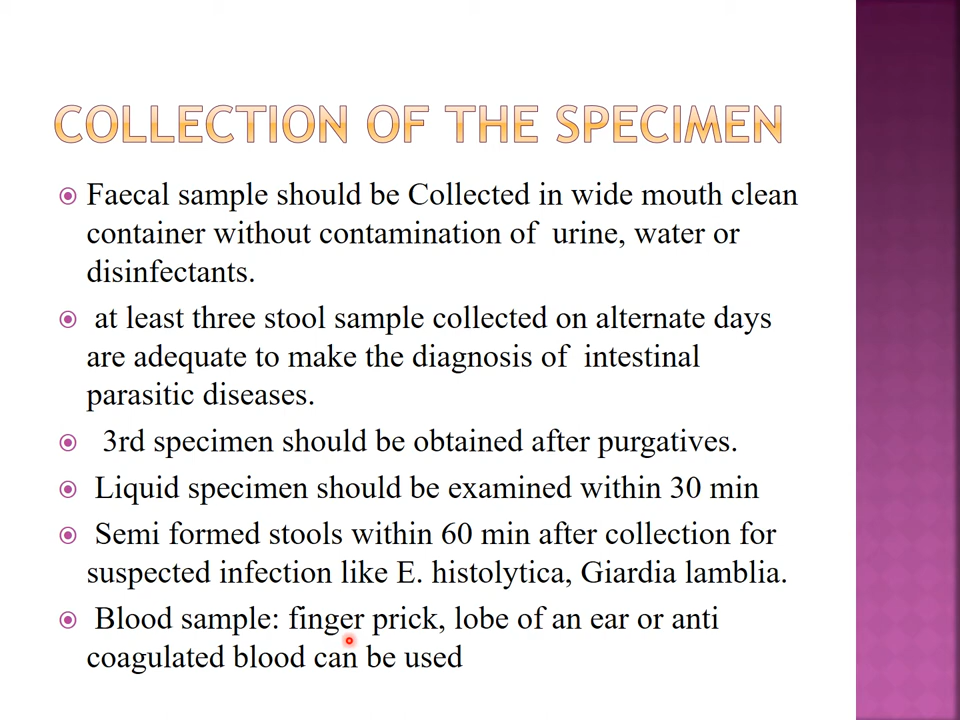 COLLECTION OF THE SPECIMEN
Faecal sample should be Collected in wide mouth clean
container without contamination of urine, water or
disinfectants.
at least three stool sample collected on alternate days
are adequate to make the diagnosis of intestinal
parasitic diseases.
3rd specimen should be obtained after purgatives.
Liquid specimen should be examined within 30 min
Semi formed stools within 60 min after collection for
suspected infection like E. histolytica, Giardia lamblia.
Blood sample: finger prick, lobe of an ear or anti
coagulated blood can be used